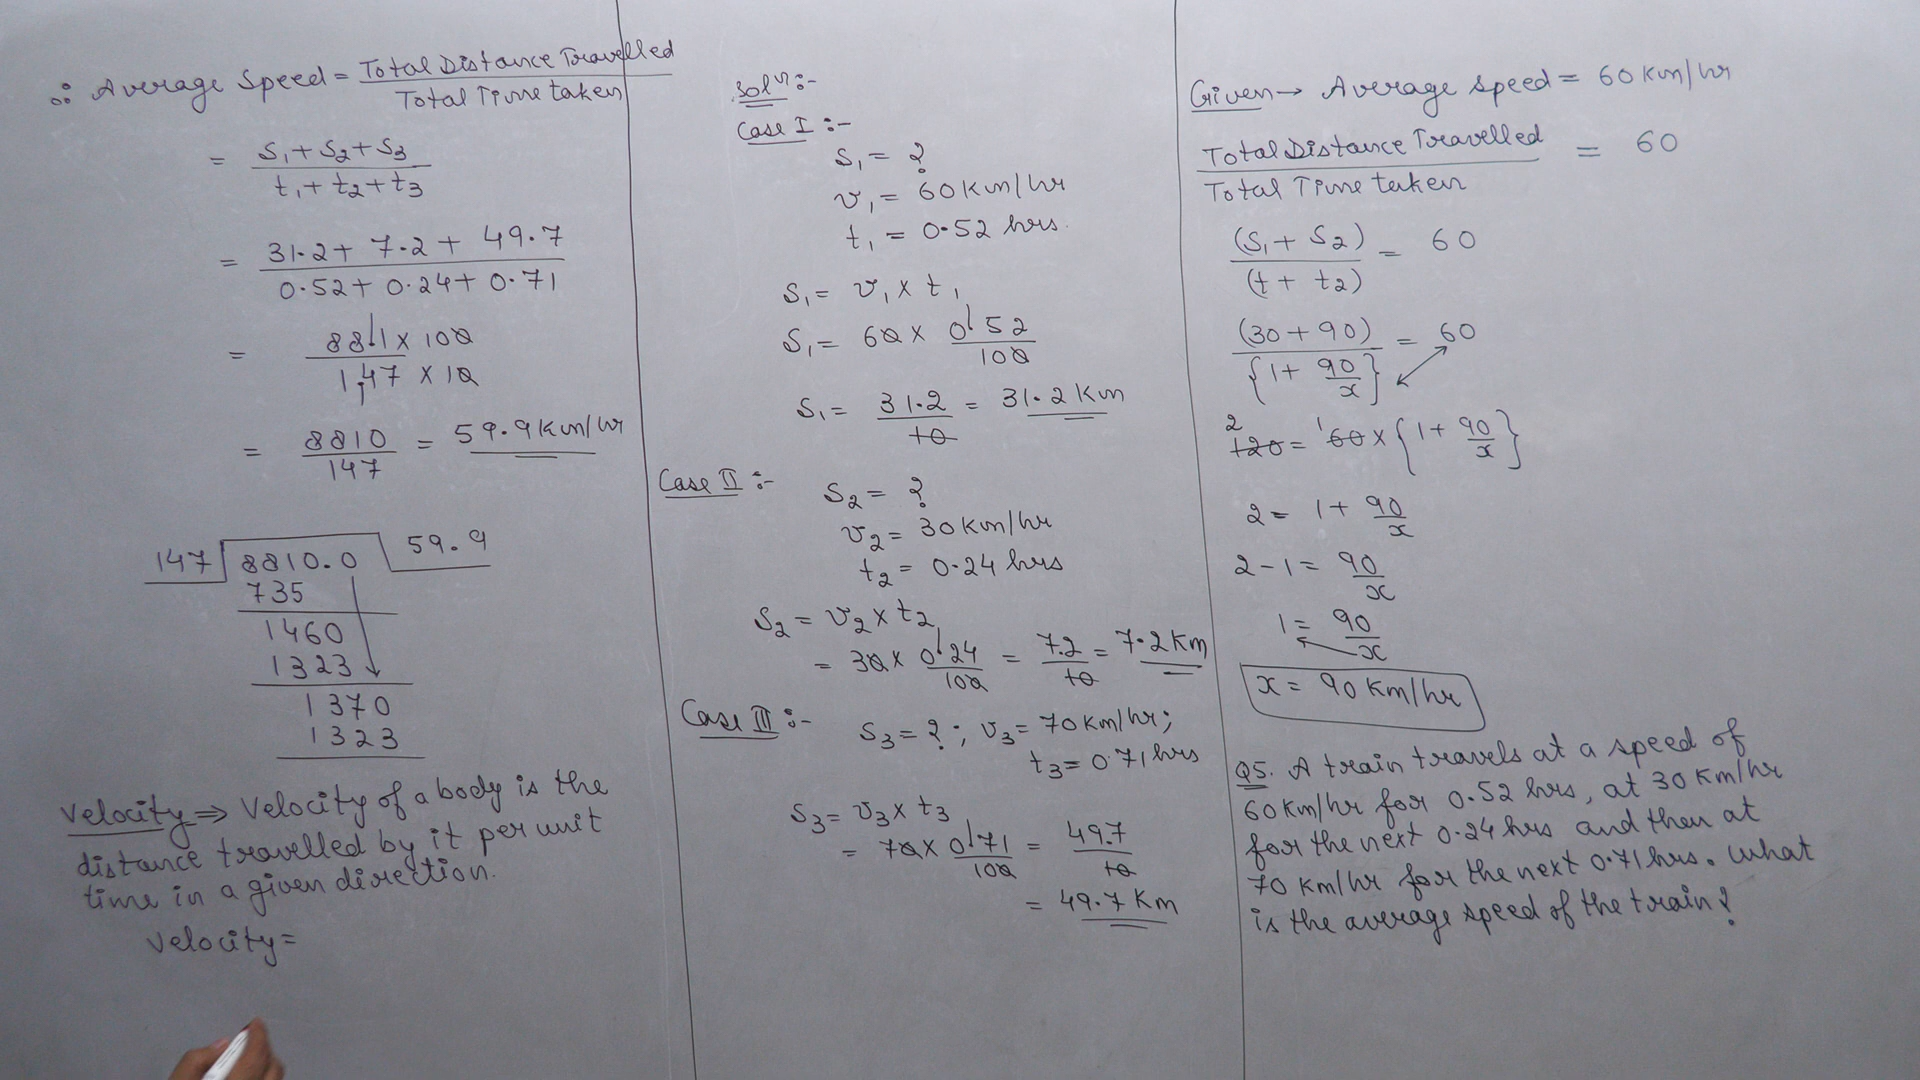 ∴ Average Speed = Total Distance Travelled / Total Time taken
= S₁ + S₂ + S₃ / t₁ + t₂ + t₃
= 31.2 + 7.2 + 49.7 / 0.52 + 0.24 + 0.71
= 88.1 × 100 / 1.47 × 10
= 8810 / 147 = 59.9 Km/hr
147 8810.0 59.9
735
1460
1323
1370
1323
Velocity ⇒ Velocity of a body is the
distance travelled by it per unit
time in a given direction.
Velocity =
Solⁿ:-
Case I :-
S₁ = ?
v₁ = 60 Km/hr
t₁ = 0.52 hrs.
S₁ = v₁ × t₁
S₁ = 60 × 0.52 / 100
S₁ = 31.2 / 10 = 31.2 Km
Case II :-
S₂ = ?
v₂ = 30 Km/hr
t₂ = 0.24 hrs
S₂ = v₂ × t₂
= 30 × 0.24 / 100 = 7.2 / 10 = 7.2 Km
Case III :-
S₃ = ? ; v₃ = 70 Km/hr ;
t₃ = 0.71 hrs
S₃ = v₃ × t₃
= 70 × 0.71 / 100 = 497 / 10
= 49.7 Km
Given → Average speed = 60 Km/hr
Total Distance Travelled / Total Time taken = 60
(S₁ + S₂) / (t + t₂) = 60
(30 + 90) / {1 + 90/x} = 60
2
120 = ¹60 × {1 + 90/x}
2 = 1 + 90/x
2 - 1 = 90/x
1 = 90/x
x = 90 Km/hr
Q5. A train travels at a speed of
60 Km/hr for 0.52 hrs, at 30 Km/hr
for the next 0.24 hrs and then at
70 Km/hr for the next 0.71 hrs. What
is the average speed of the train?